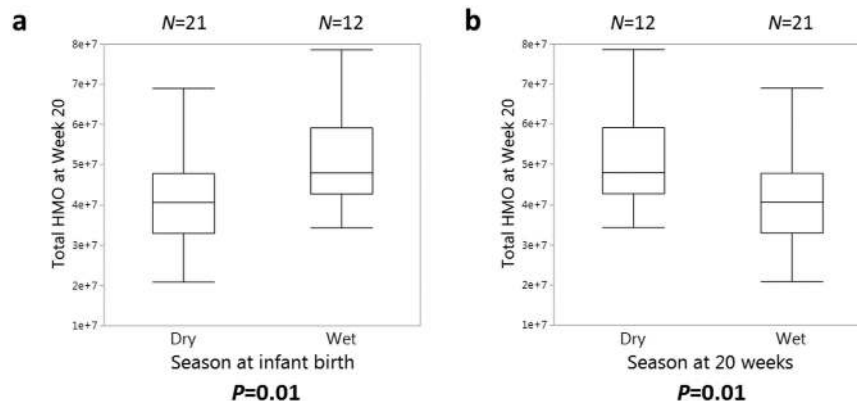 a
N=21 N=12
Total HMO at Week 20
8e+7
7e+7
6e+7
5e+7
4e+7
3e+7
2e+7
1e+7
Dry Wet
Season at infant birth
P=0.01
b
N=12 N=21
Total HMO at Week 20
8e+7
7e+7
6e+7
5e+7
4e+7
3e+7
2e+7
1e+7
Dry Wet
Season at 20 weeks
P=0.01